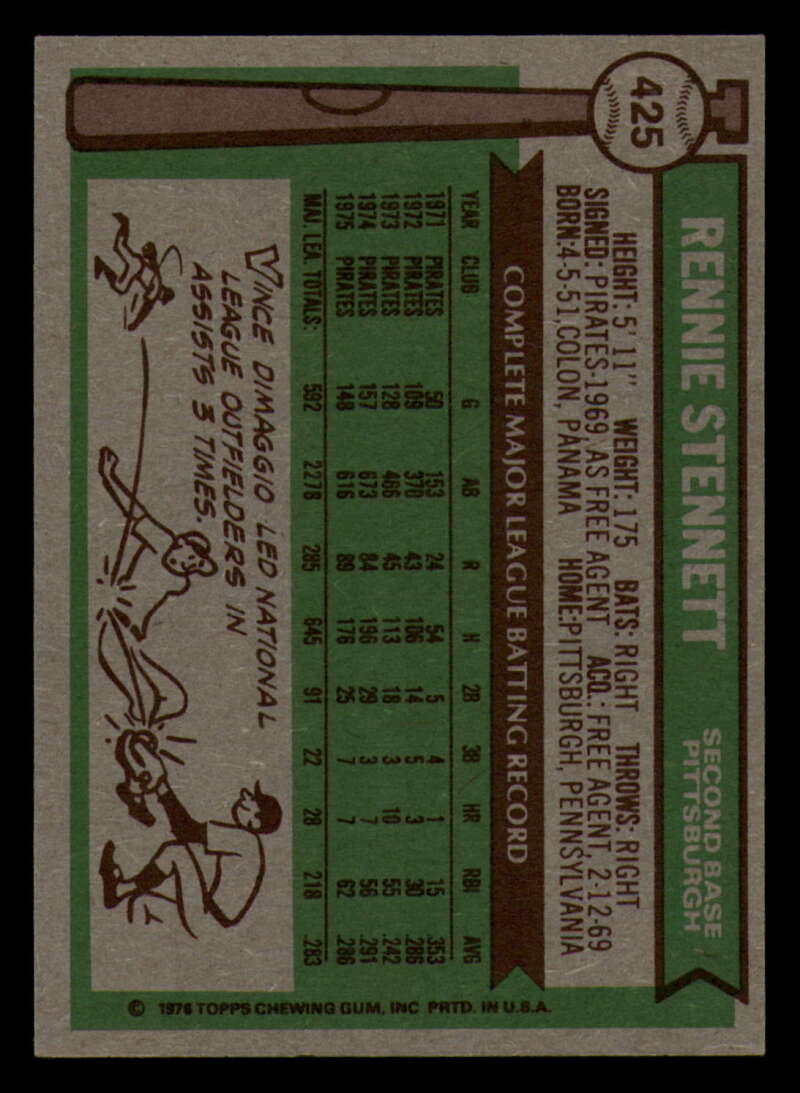 425
RENNIE STENNETT
SECOND BASE
PITTSBURGH
HEIGHT: 5' 11" WEIGHT: 175 BATS: RIGHT THROWS: RIGHT
SIGNED: PIRATES-1969, AS FREE AGENT ACQ.: FREE AGENT, 2-12-69
BORN: 4-5-51, COLON, PANAMA HOME: PITTSBURGH, PENNSYLVANIA
COMPLETE MAJOR LEAGUE BATTING RECORD
YEAR CLUB G AB R H 2B 3B HR RBI AVG
1971 PIRATES 50 153 24 54 5 4 1 15 .353
1972 PIRATES 109 370 43 106 14 5 3 30 .286
1973 PIRATES 128 466 45 113 18 3 10 55 .242
1974 PIRATES 157 673 84 196 29 3 7 56 .291
1975 PIRATES 148 616 89 176 25 7 7 62 .286
MAJ. LEA. TOTALS: 592 2278 285 645 91 22 28 218 .283
VINCE DIMAGGIO LED NATIONAL
LEAGUE OUTFIELDERS IN
ASSISTS 3 TIMES.
© 1976 TOPPS CHEWING GUM, INC PRTD. IN U.S.A.